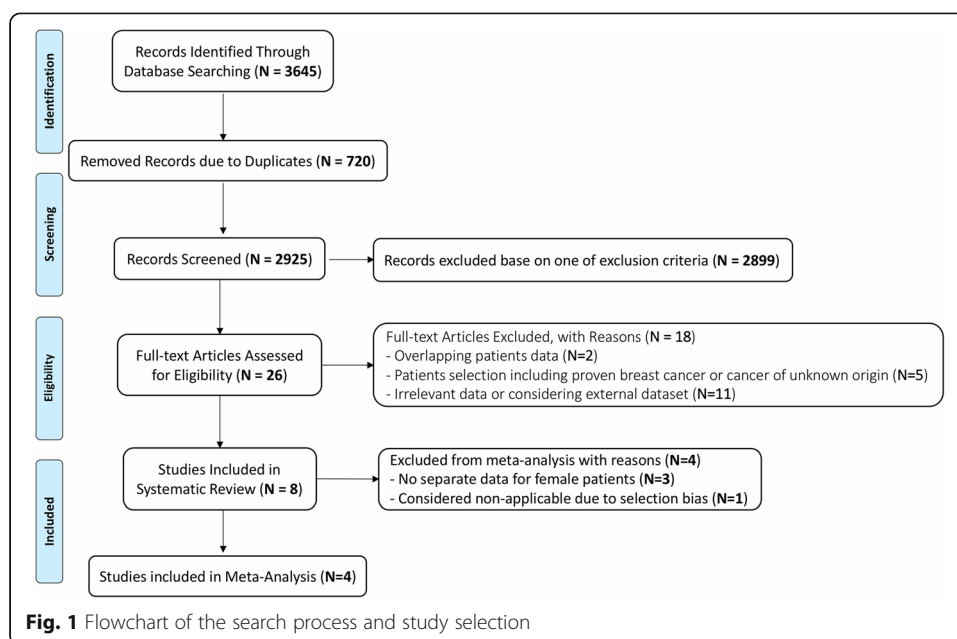 Identification
Records Identified Through
Database Searching (N = 3645)
Removed Records due to Duplicates (N = 720)
Screening
Records Screened (N = 2925)
Records excluded base on one of exclusion criteria (N = 2899)
Eligibility
Full-text Articles Assessed
for Eligibility (N = 26)
Full-text Articles Excluded, with Reasons (N = 18)
- Overlapping patients data (N=2)
- Patients selection including proven breast cancer or cancer of unknown origin (N=5)
- Irrelevant data or considering external dataset (N=11)
Included
Studies Included in
Systematic Review
(N = 8)
Excluded from meta-analysis with reasons (N=4)
- No separate data for female patients (N=3)
- Considered non-applicable due to selection bias (N=1)
Studies included in Meta-Analysis (N=4)
Fig. 1 Flowchart of the search process and study selection